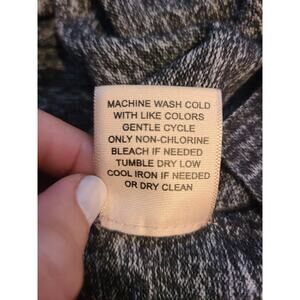 MACHINE WASH COLD
WITH LIKE COLORS
GENTLE CYCLE
ONLY NON-CHLORINE
BLEACH IF NEEDED
TUMBLE DRY LOW
COOL IRON IF NEEDED
OR DRY CLEAN